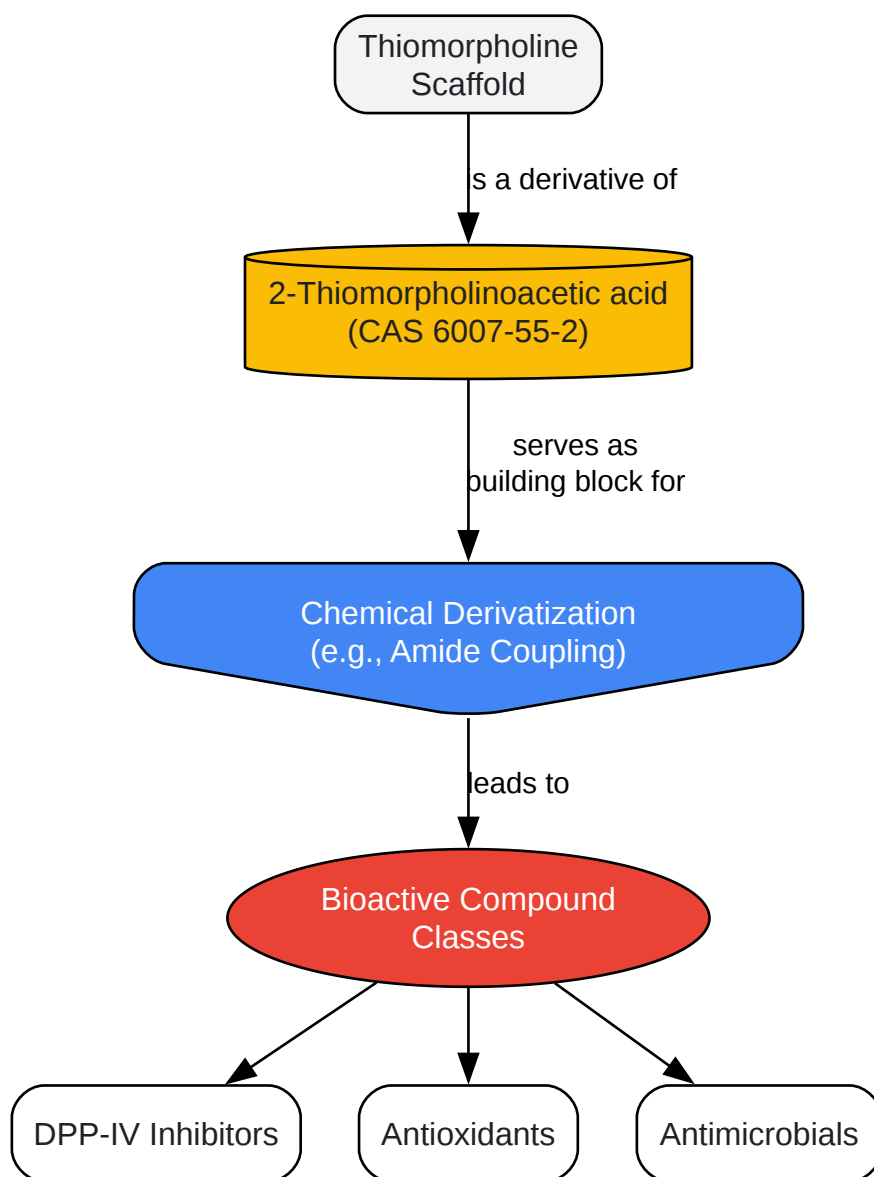 Thiomorpholine
Scaffold
is a derivative of
2-Thiomorpholinoacetic acid
(CAS 6007-55-2)
serves as
building block for
Chemical Derivatization
(e.g., Amide Coupling)
leads to
Bioactive Compound
Classes
DPP-IV Inhibitors
Antioxidants
Antimicrobials